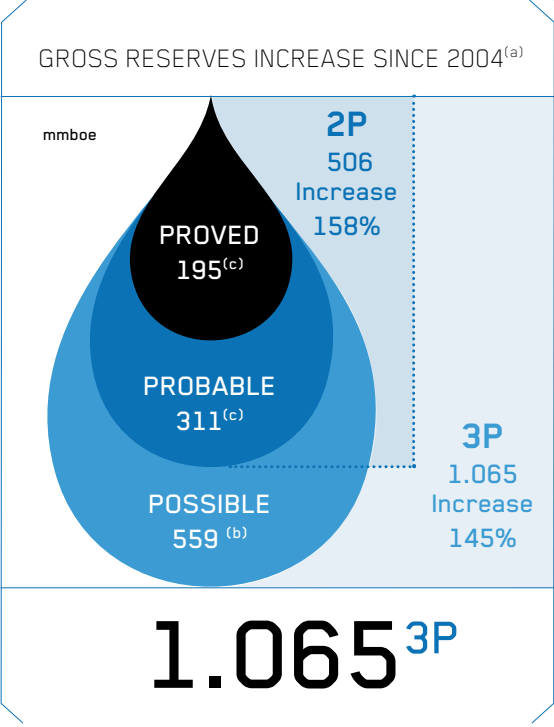 GROSS RESERVES INCREASE SINCE 2004(a)
mmboe
2P
506
Increase
158%
PROVED
195(c)
PROBABLE
311(c)
3P
1.065
Increase
145%
POSSIBLE
559 (b)
1.065 3P